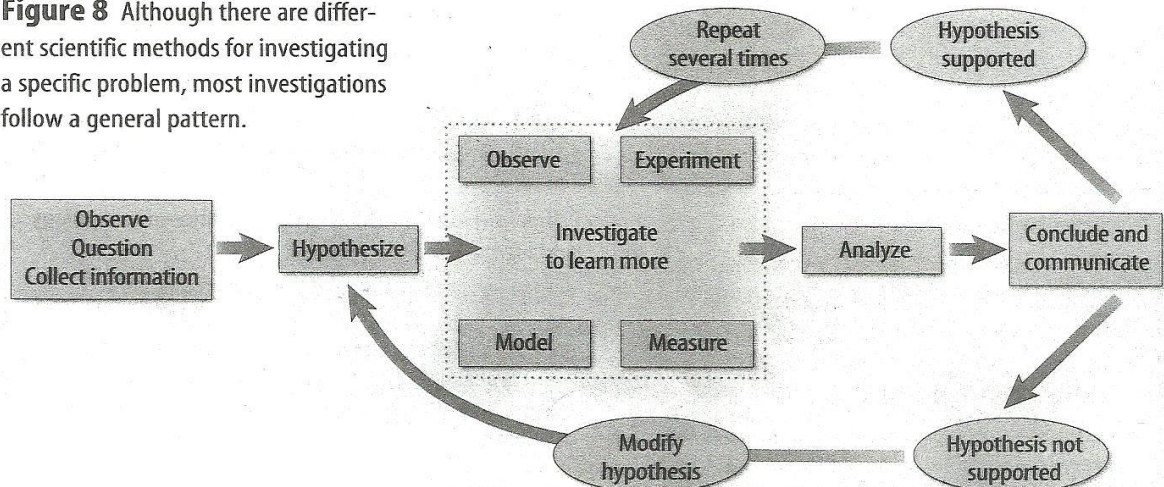 Figure 8 Although there are differ-
ent scientific methods for investigating
a specific problem, most investigations
follow a general pattern.
Repeat
several times
Hypothesis
supported
Observe
Experiment
Observe
Question
Collect information
Hypothesize
Investigate
to learn more
Analyze
Conclude and
communicate
Model
Measure
Modify
hypothesis
Hypothesis not
supported